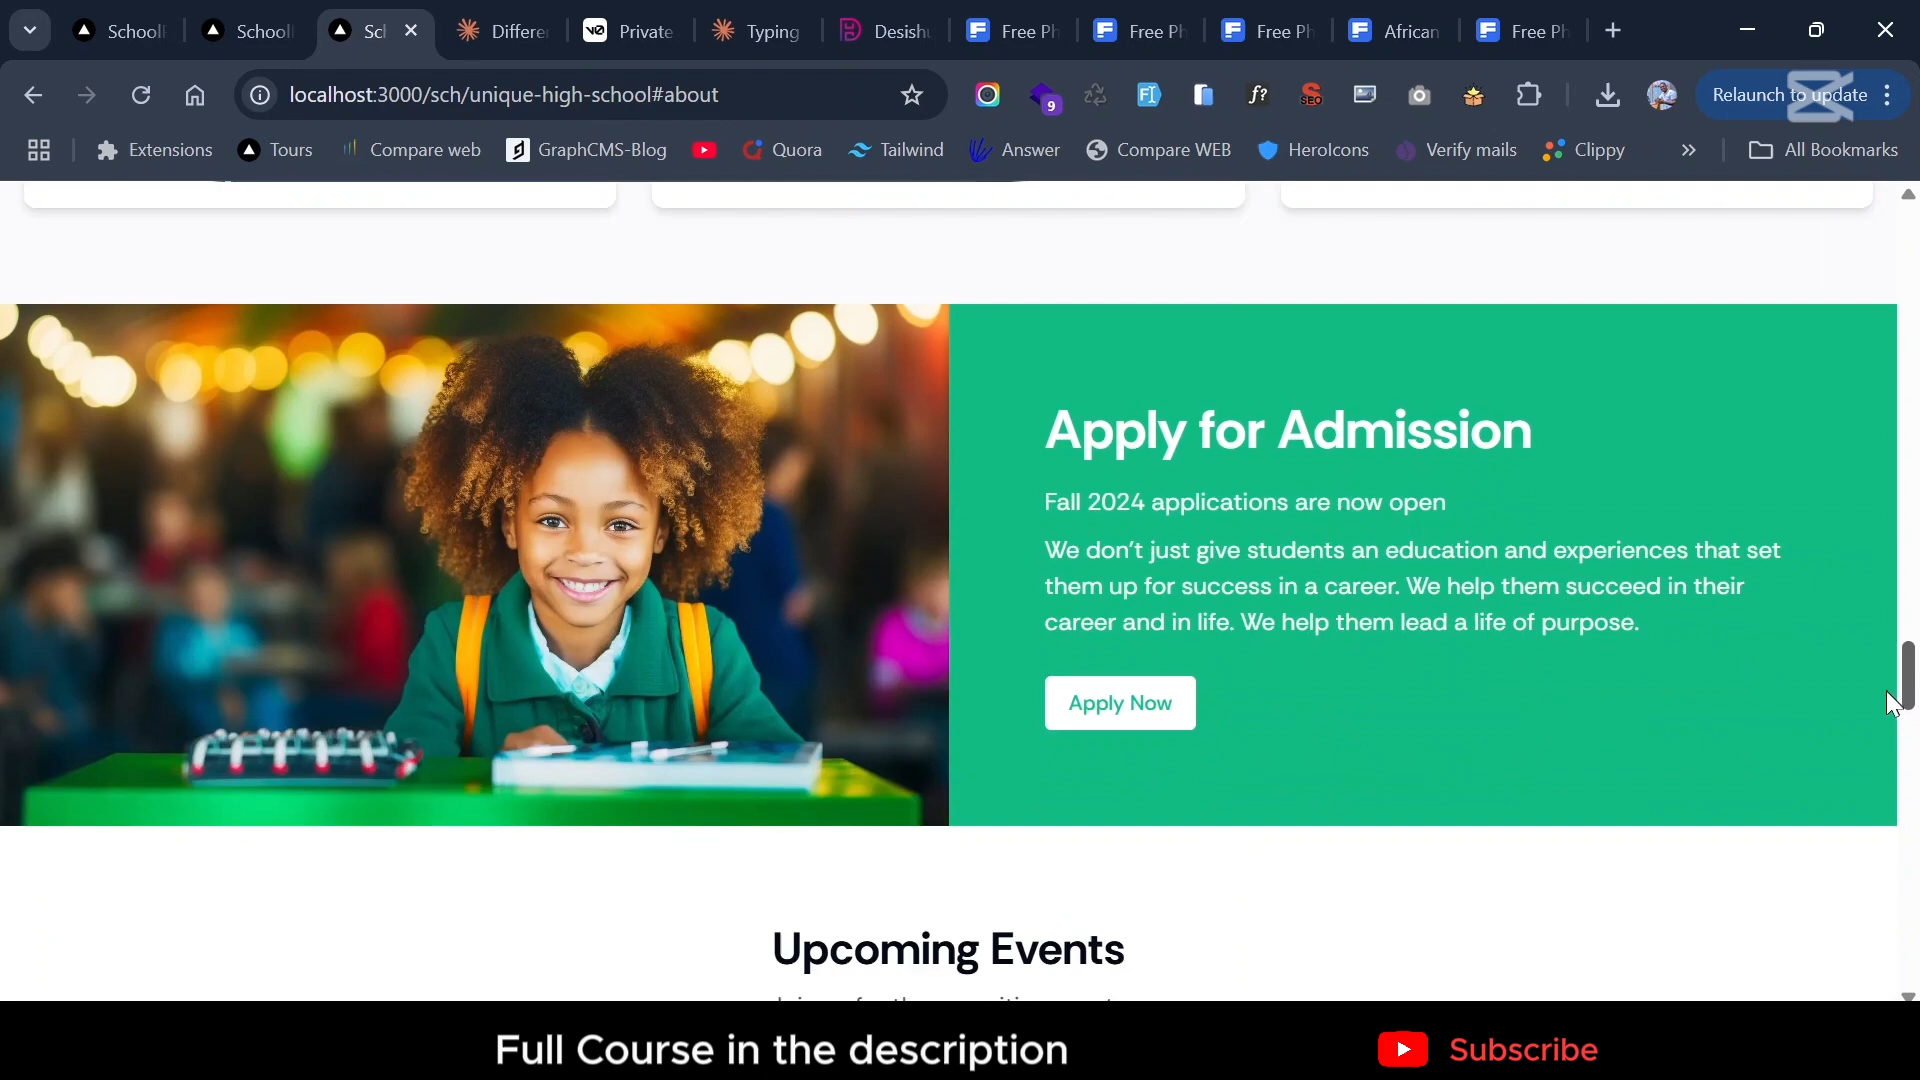 School
School
Sch
Differe
Private
Typing
Desish
Free Ph
Free Ph
Free Ph
African
Free Ph
localhost:3000/sch/unique-high-school#about
9
f?
SEO
Relaunch to update
Extensions
Tours
Compare web
GraphCMS-Blog
Quora
Tailwind
Answer
Compare WEB
HeroIcons
Verify mails
Clippy
All Bookmarks
Apply for Admission
Fall 2024 applications are now open
We don't just give students an education and experiences that set
them up for success in a career. We help them succeed in their
career and in life. We help them lead a life of purpose.
Apply Now
Upcoming Events
Full Course in the description
Subscribe